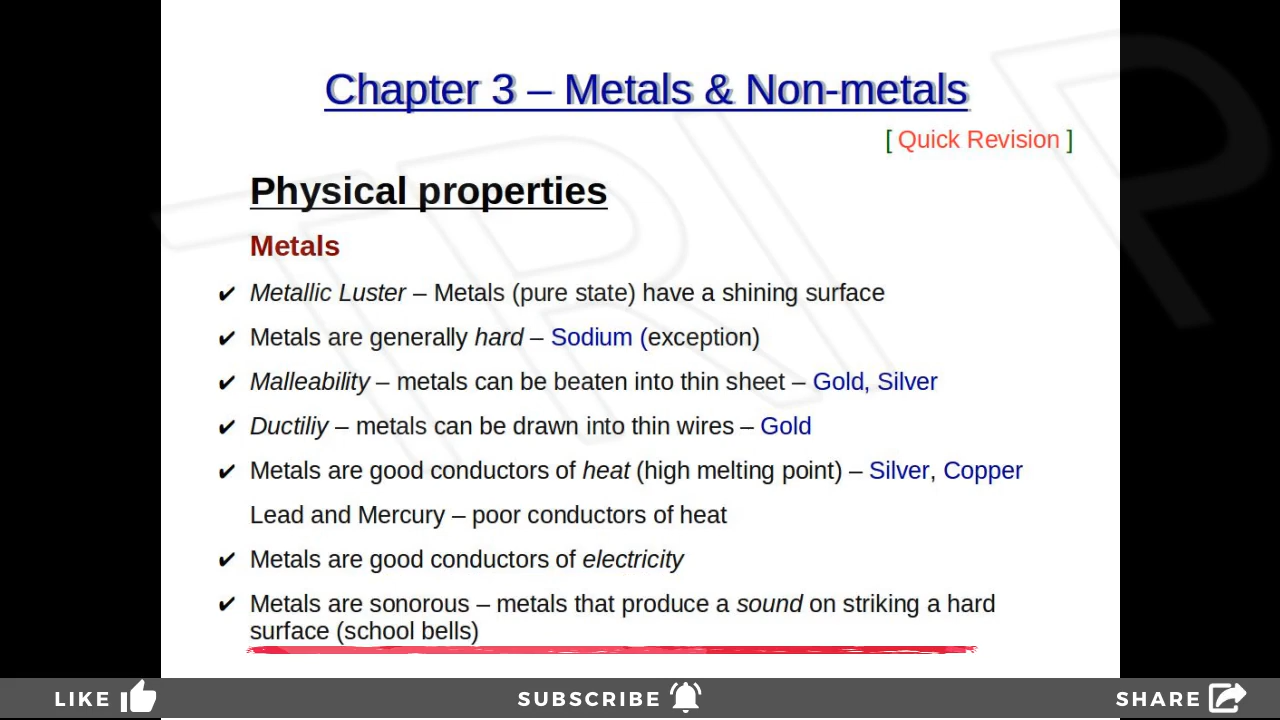 Chapter 3 – Metals & Non-metals
[ Quick Revision ]
Physical properties
Metals
✔ Metallic Luster – Metals (pure state) have a shining surface
✔ Metals are generally hard – Sodium (exception)
✔ Malleability – metals can be beaten into thin sheet – Gold, Silver
✔ Ductiliy – metals can be drawn into thin wires – Gold
✔ Metals are good conductors of heat (high melting point) – Silver, Copper
Lead and Mercury – poor conductors of heat
✔ Metals are good conductors of electricity
✔ Metals are sonorous – metals that produce a sound on striking a hard
surface (school bells)
LIKE SUBSCRIBE SHARE